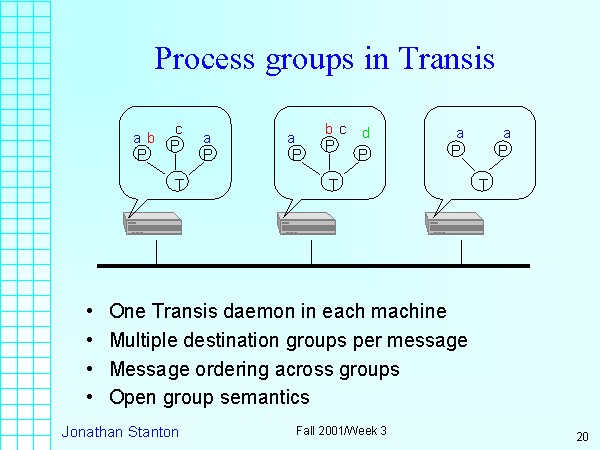 Process groups in Transis
a b c a
P P P
T
a b c d
P P P
T
a a
P P
T
• One Transis daemon in each machine
• Multiple destination groups per message
• Message ordering across groups
• Open group semantics
Jonathan Stanton
Fall 2001/Week 3
20